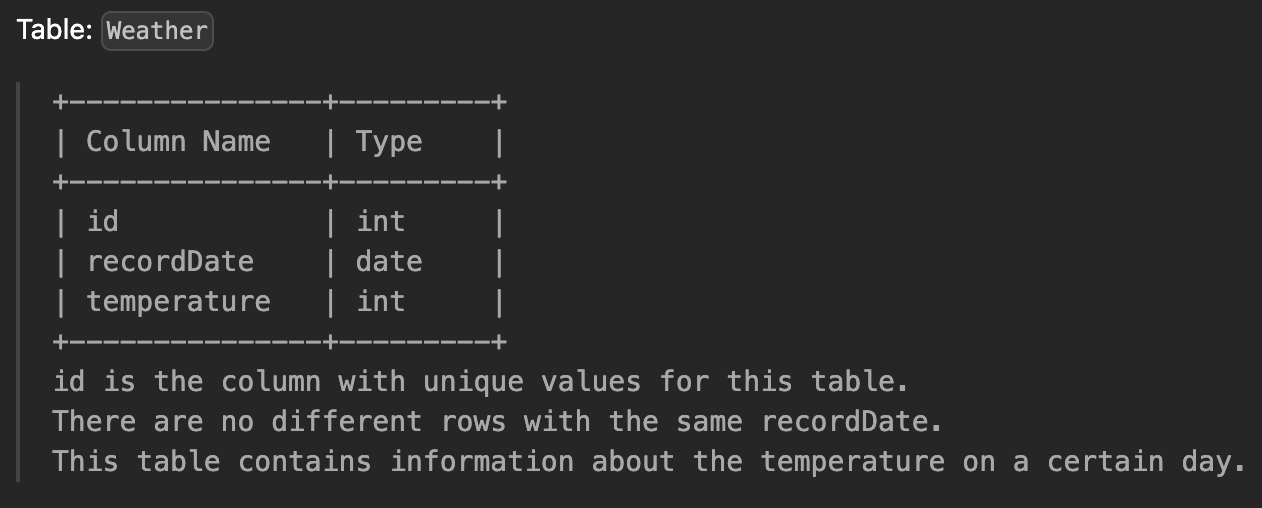 Table: Weather
+---------------+---------+
| Column Name   | Type    |
+---------------+---------+
| id            | int     |
| recordDate    | date    |
| temperature   | int     |
+---------------+---------+
id is the column with unique values for this table.
There are no different rows with the same recordDate.
This table contains information about the temperature on a certain day.